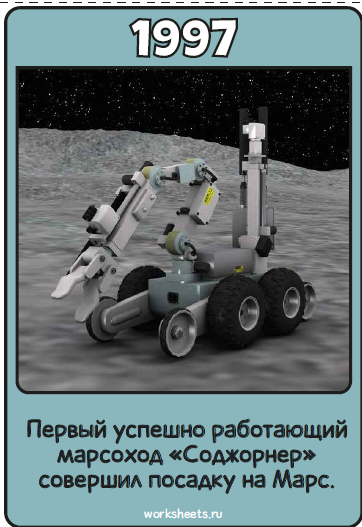 1997
Первый успешно работающий
марсоход «Соджорнер»
совершил посадку на Марс.
worksheets.ru